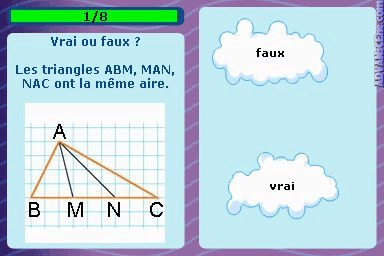 1/8
Vrai ou faux ?
Les triangles ABM, MAN,
NAC ont la même aire.
A
B M N C
faux
vrai